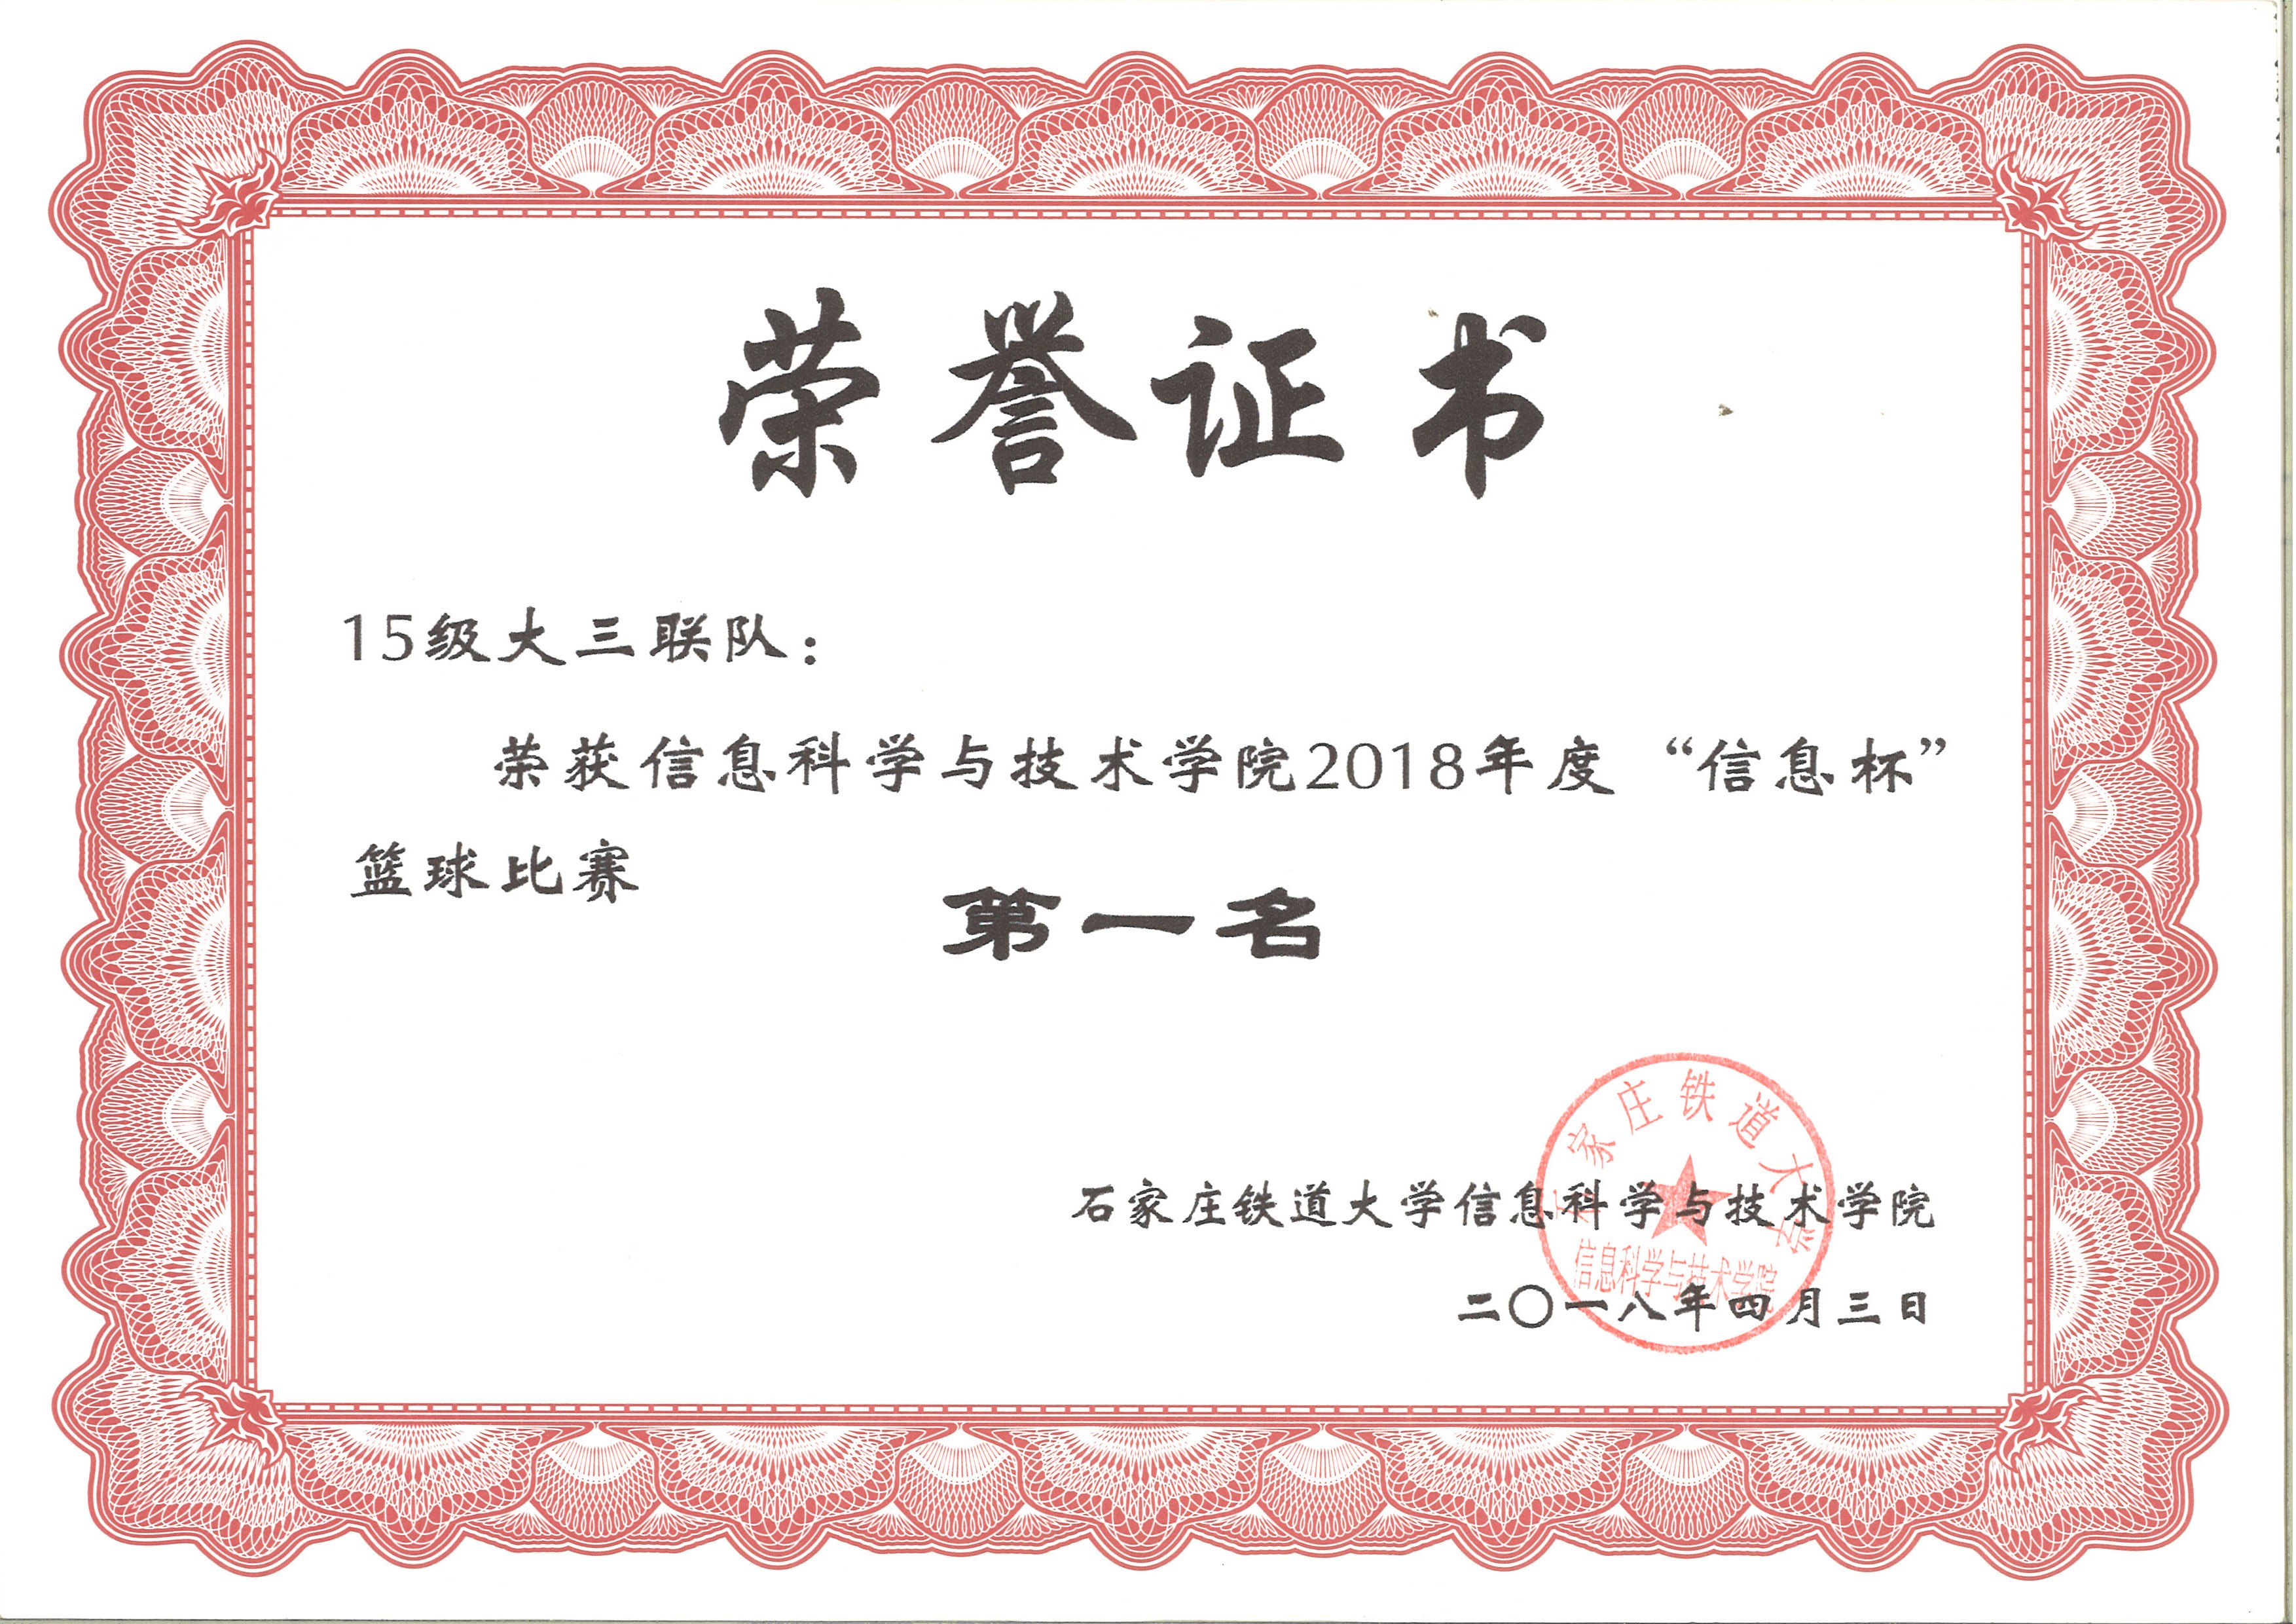 荣誉证书
15级大三联队：
荣获信息科学与技术学院2018年度“信息杯”
篮球比赛
第一名
石家庄铁道大学信息科学与技术学院
二〇一八年四月三日
石家庄铁道大学
信息科学与技术学院